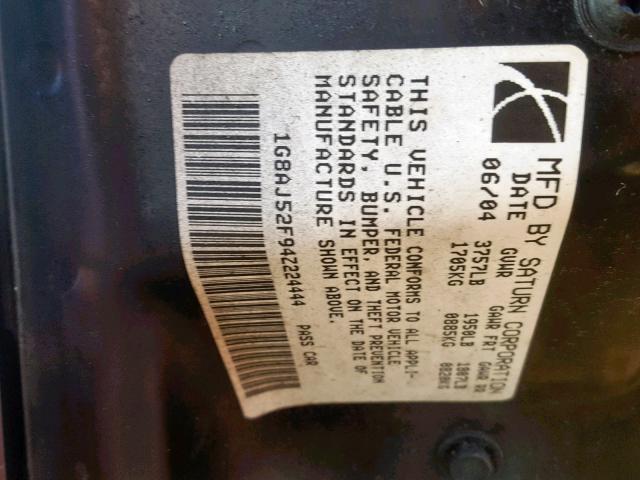 MFD BY SATURN CORPORATION
DATE GVWR GAWR FRT GAWR RR
06/04 3757LB 1950LB 1807LB
1705KG 0885KG 0820KG
THIS VEHICLE CONFORMS TO ALL APPLI-
CABLE U.S. FEDERAL MOTOR VEHICLE
SAFETY, BUMPER, AND THEFT PREVENTION
STANDARDS IN EFFECT ON THE DATE OF
MANUFACTURE SHOWN ABOVE.
1G8AJ52F94Z224444 PASS CAR